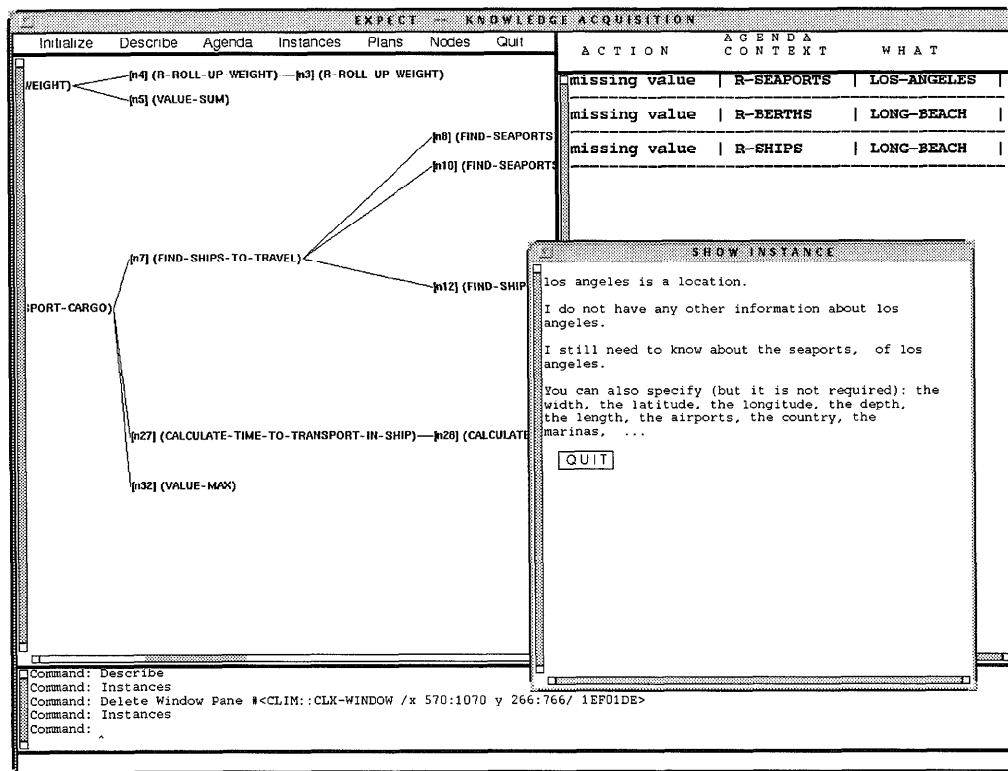 EXPECT -- KNOWLEDGE ACQUISITION
Initialize Describe Agenda Instances Plans Nodes Quit
AGENDA
ACTION CONTEXT WHAT
missing value | R-SEAPORTS | LOS-ANGELES |
missing value | R-BERTHS | LONG-BEACH |
missing value | R-SHIPS | LONG-BEACH |
WEIGHT)
[n4] (R-ROLL-UP WEIGHT) [n3] (R-ROLL UP WEIGHT)
[n5] (VALUE-SUM)
[n8] (FIND-SEAPORTS
[n10] (FIND-SEAPORTS
[n7] (FIND-SHIPS-TO-TRAVEL)
[n12] (FIND-SHIP
SPORT-CARGO)
[n27] (CALCULATE-TIME-TO-TRANSPORT-IN-SHIP) [n26] (CALCULATE
[n32] (VALUE-MAX)
SHOW INSTANCE
los angeles is a location.
I do not have any other information about los
angeles.
I still need to know about the seaports, of los
angeles.
You can also specify (but it is not required): the
width, the latitude, the longitude, the depth,
the length, the airports, the country, the
marinas, ...
QUIT
Command: Describe
Command: Instances
Command: Delete Window Pane #<CLIM::CLX-WINDOW /x 570:1070 y 266:766/ 1EF01DE>
Command: Instances
Command: